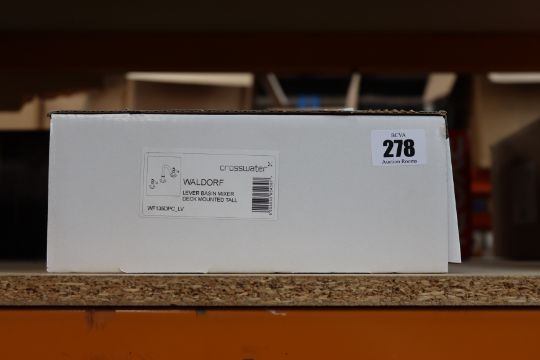 crosswater
WALDORF
LEVER BASIN MIXER
DECK MOUNTED TALL
BCVA
278
Auction Rooms